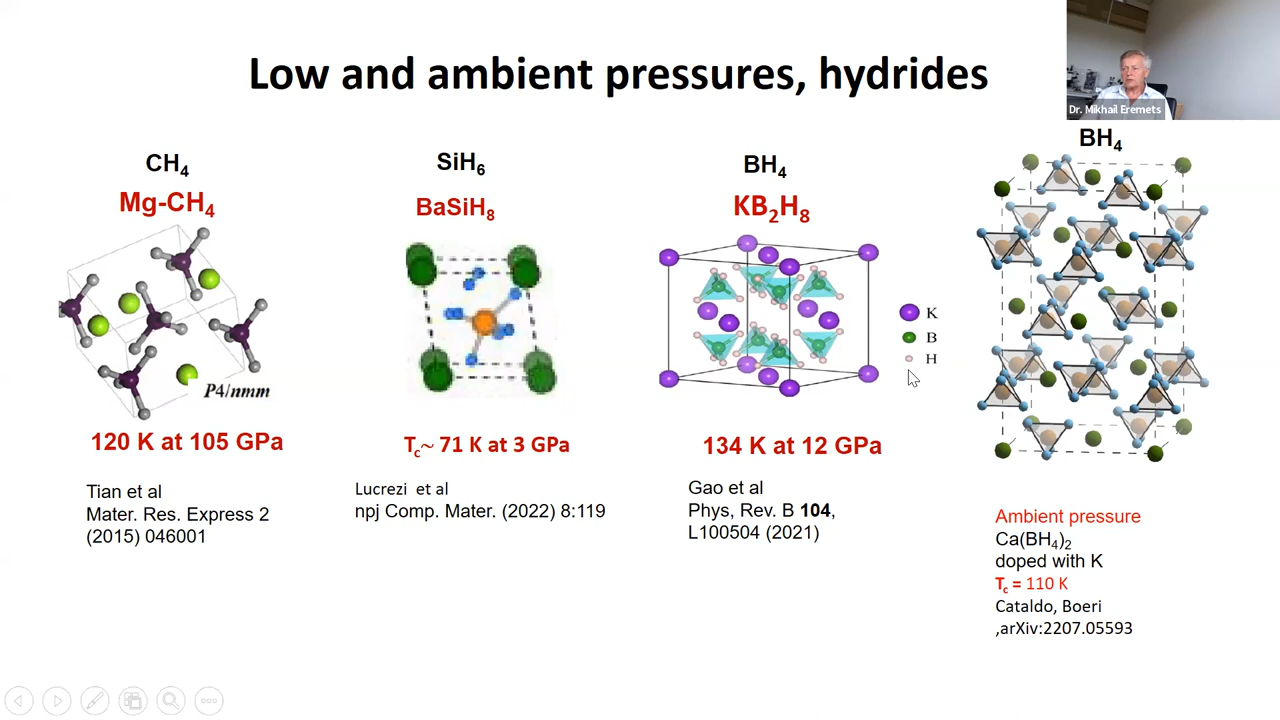 Low and ambient pressures, hydrides
Dr. Mikhail Eremets
CH4
Mg-CH4
P4/nmm
120 K at 105 GPa
Tian et al
Mater. Res. Express 2
(2015) 046001
SiH6
BaSiH8
Tc~ 71 K at 3 GPa
Lucrezi et al
npj Comp. Mater. (2022) 8:119
BH4
KB2H8
K
B
H
134 K at 12 GPa
Gao et al
Phys, Rev. B 104,
L100504 (2021)
BH4
Ambient pressure
Ca(BH4)2
doped with K
Tc = 110 K
Cataldo, Boeri
,arXiv:2207.05593